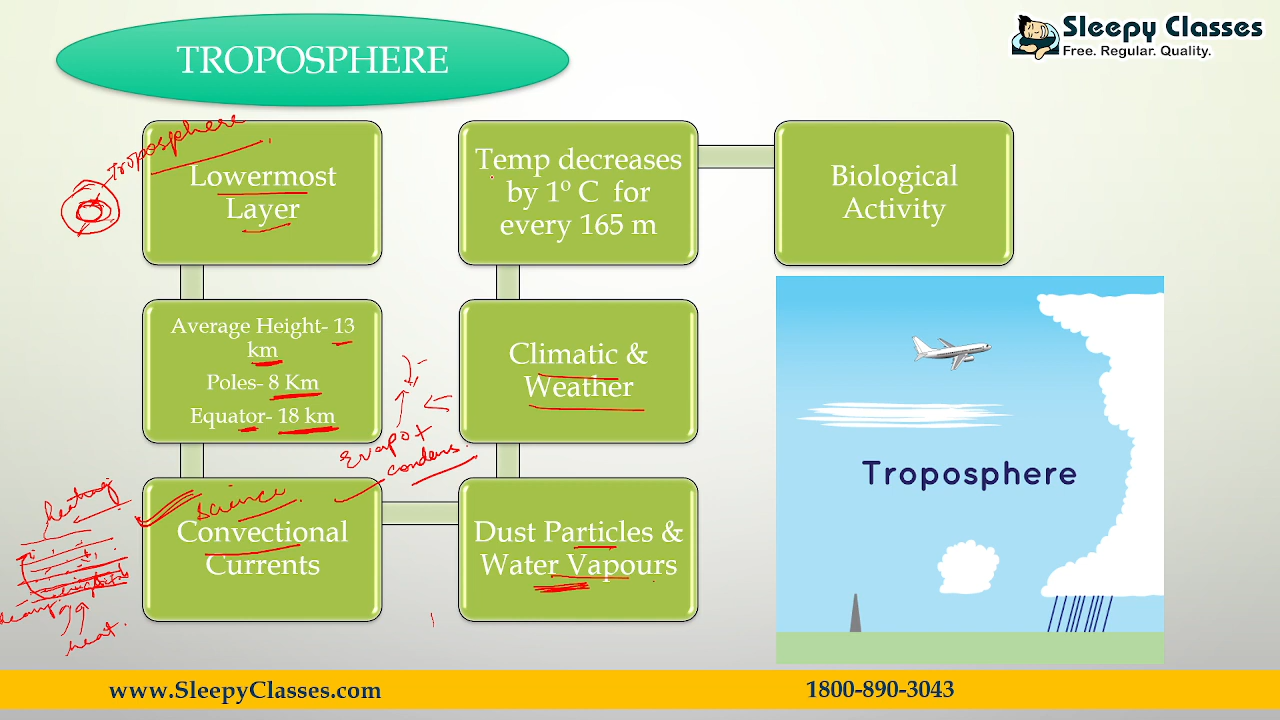 TROPOSPHERE
Sleepy Classes
Free. Regular. Quality.
Troposphere
Lowermost
Layer
Average Height- 13
km
Poles- 8 Km
Equator- 18 km
Science
Convectional
Currents
heating
heat.
Evapo +
condens.
Dust Particles &
Water Vapours
Climatic &
Weather
Temp decreases
by 1º C for
every 165 m
Biological
Activity
Troposphere
www.SleepyClasses.com
1800-890-3043